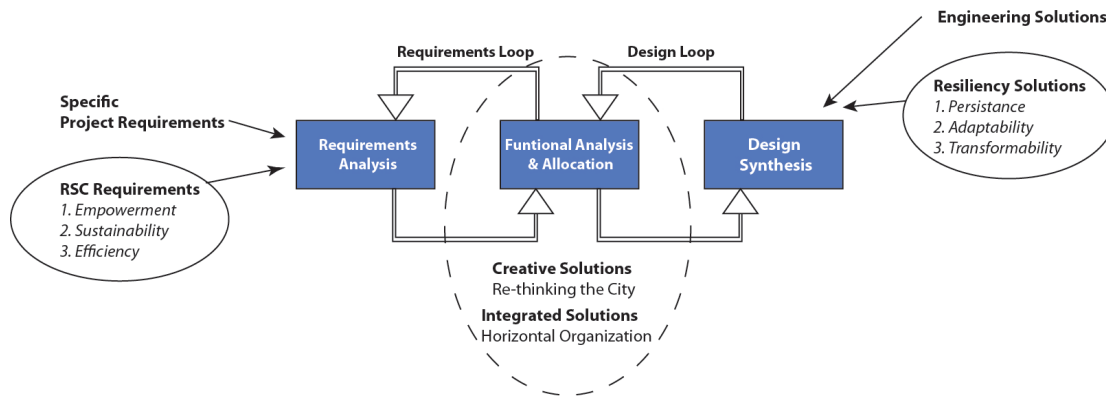 Engineering Solutions
Requirements Loop
Design Loop
Resiliency Solutions
1. Persistance
2. Adaptability
3. Transformability
Specific
Project Requirements
Requirements
Analysis
Funtional Analysis
& Allocation
Design
Synthesis
RSC Requirements
1. Empowerment
2. Sustainability
3. Efficiency
Creative Solutions
Re-thinking the City
Integrated Solutions
Horizontal Organization